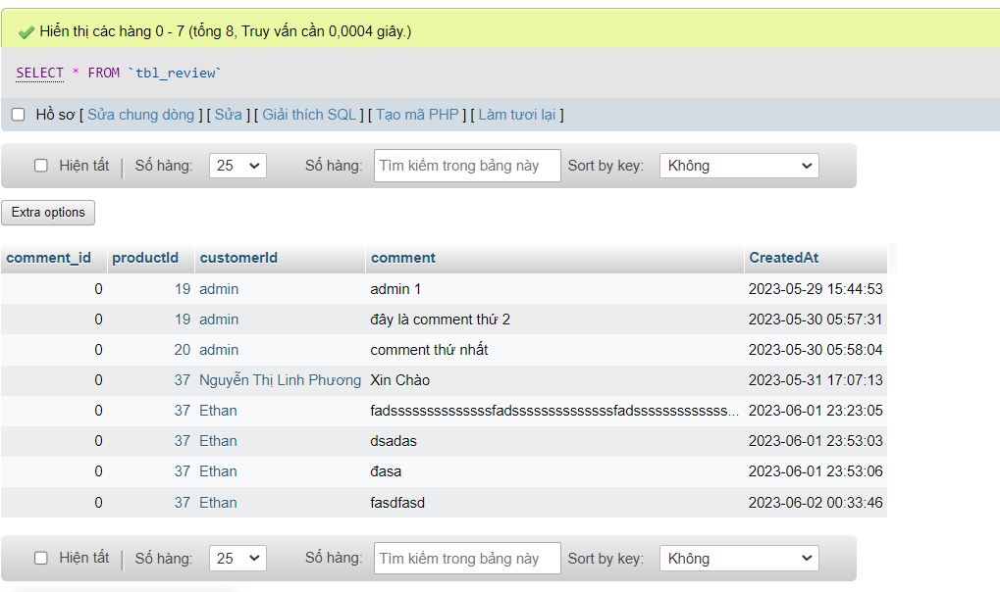 Hiển thị các hàng 0 - 7 (tổng 8, Truy vấn cần 0,0004 giây.)
SELECT * FROM `tbl_review`
Hồ sơ [ Sửa chung dòng ] [ Sửa ] [ Giải thích SQL ] [ Tạo mã PHP ] [ Làm tươi lại ]
Hiện tất | Số hàng: 25 Số hàng: Tìm kiếm trong bảng này Sort by key: Không
Extra options
comment_id productId customerId comment CreatedAt
0 19 admin admin 1 2023-05-29 15:44:53
0 19 admin đây là comment thứ 2 2023-05-30 05:57:31
0 20 admin comment thứ nhất 2023-05-30 05:58:04
0 37 Nguyễn Thị Linh Phương Xin Chào 2023-05-31 17:07:13
0 37 Ethan fadssssssssssssssfadssssssssssssssfadsssssssssssss... 2023-06-01 23:23:05
0 37 Ethan dsadas 2023-06-01 23:53:03
0 37 Ethan đasa 2023-06-01 23:53:06
0 37 Ethan fasdfasd 2023-06-02 00:33:46
Hiện tất | Số hàng: 25 Số hàng: Tìm kiếm trong bảng này Sort by key: Không